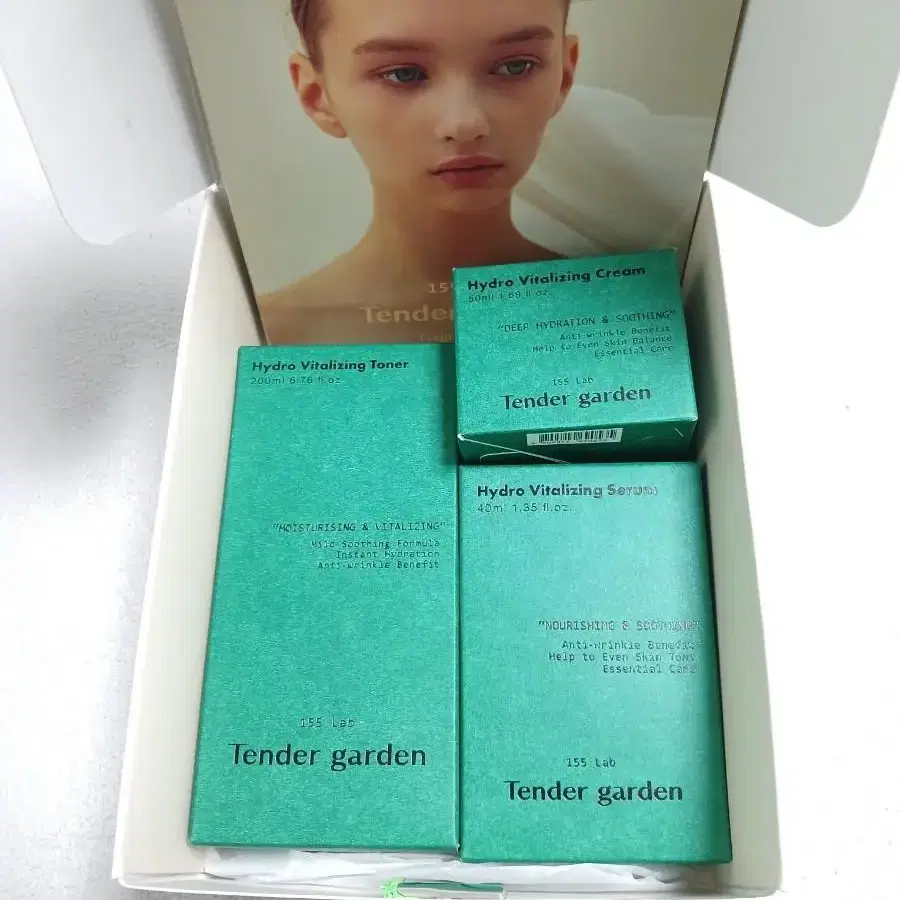 155
Tender
Hydro Vitalizing Cream
50ml 1.69 fl.oz.
"DEEP HYDRATION & SOOTHING"
Anti-wrinkle Benefit
Help to Even Skin Balance
Essential Care
155 Lab
Tender garden
Hydro Vitalizing Toner
200ml 6.76 fl.oz
"MOISTURISING & VITALIZING"
Mild Soothing Formula
Instant Hydration
Anti-wrinkle Benefit
155 Lab
Tender garden
Hydro Vitalizing Serum
40ml 1.35 fl.oz.
"NOURISHING & SOOTHING"
Anti-wrinkle Benefit
Help to Even Skin Tone
Essential Care
155 Lab
Tender garden